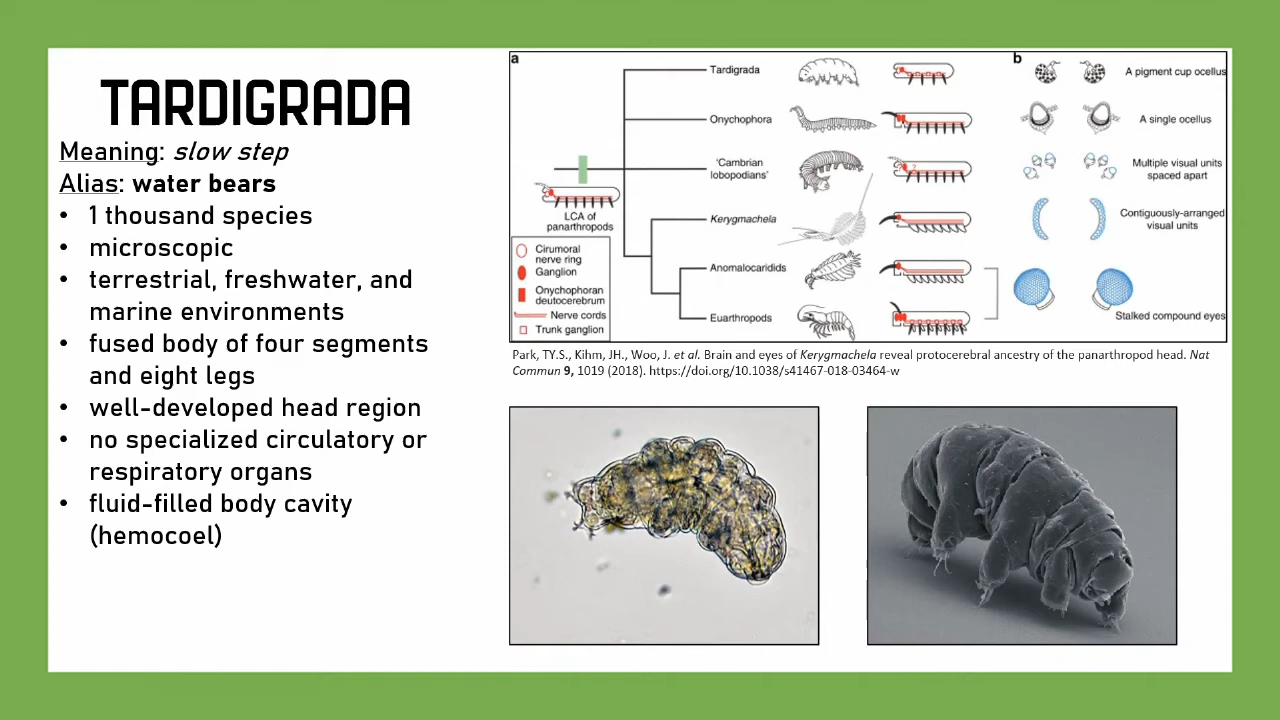 TARDIGRADA
Meaning: slow step
Alias: water bears
• 1 thousand species
• microscopic
• terrestrial, freshwater, and
marine environments
• fused body of four segments
and eight legs
• well-developed head region
• no specialized circulatory or
respiratory organs
• fluid-filled body cavity
(hemocoel)
a
Tardigrada
Onychophora
‘Cambrian
lobopodians’
Kerygmachela
Anomalocaridids
Euarthropods
LCA of
panarthropods
Cirumoral
nerve ring
Ganglion
Onychophoran
deutocerebrum
Nerve cords
Trunk ganglion
?
b
A pigment cup ocellus
A single ocellus
Multiple visual units
spaced apart
Contiguously-arranged
visual units
Stalked compound eyes
Park, TY.S., Kihm, JH., Woo, J. et al. Brain and eyes of Kerygmachela reveal protocerebral ancestry of the panarthropod head. Nat
Commun 9, 1019 (2018). https://doi.org/10.1038/s41467-018-03464-w